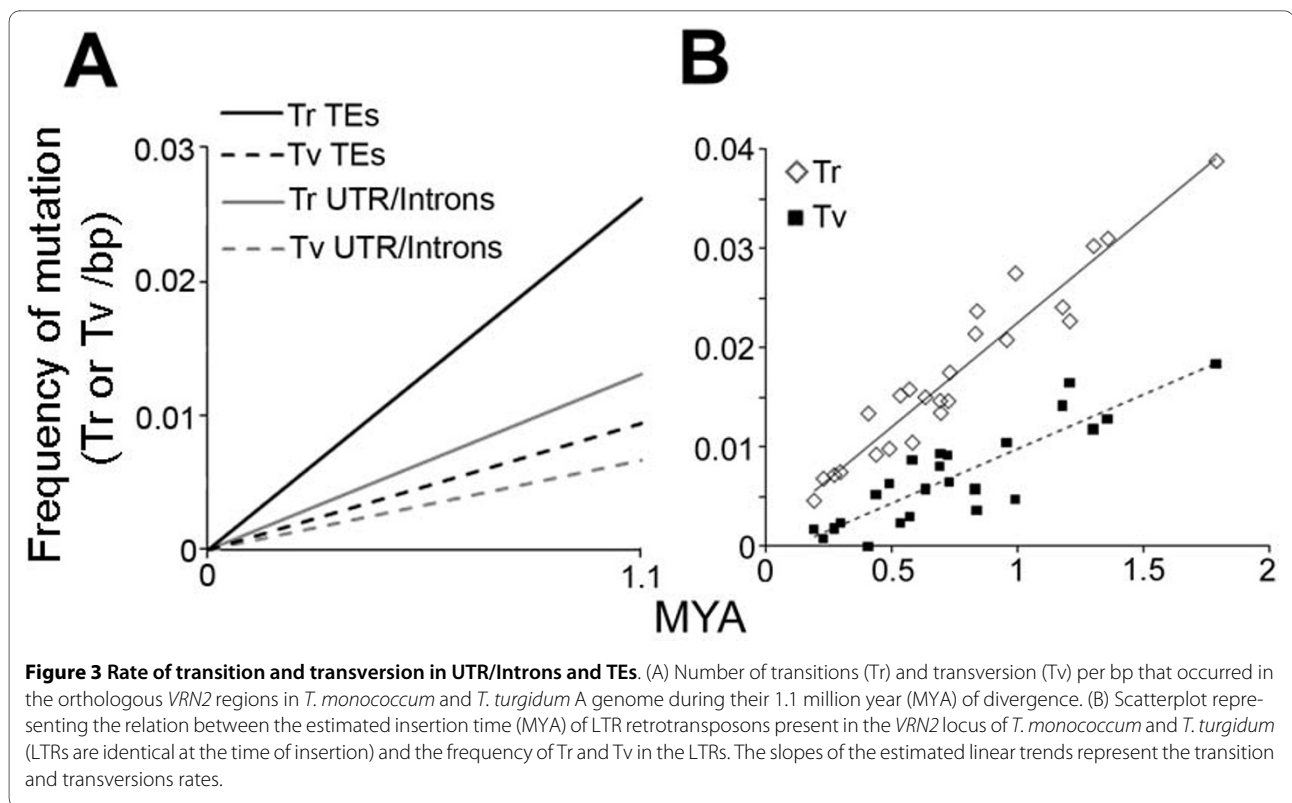 A
B
Tr TEs
Tv TEs
Tr UTR/Introns
Tv UTR/Introns
Frequency of mutation
(Tr or Tv /bp)
0.03
0.02
0.01
0
0
1.1
Tr
Tv
0.04
0.03
0.02
0.01
0
0
0.5
1
1.5
2
MYA
Figure 3 Rate of transition and transversion in UTR/Introns and TEs. (A) Number of transitions (Tr) and transversion (Tv) per bp that occurred in
the orthologous VRN2 regions in T. monococcum and T. turgidum A genome during their 1.1 million year (MYA) of divergence. (B) Scatterplot repre-
senting the relation between the estimated insertion time (MYA) of LTR retrotransposons present in the VRN2 locus of T. monococcum and T. turgidum
(LTRs are identical at the time of insertion) and the frequency of Tr and Tv in the LTRs. The slopes of the estimated linear trends represent the transition
and transversions rates.